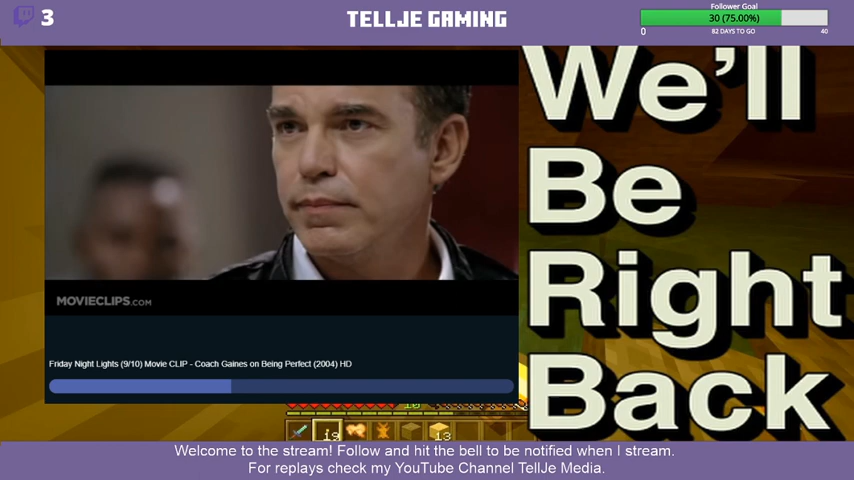 3
TELLJE GAMING
Follower Goal
30 (75.00%)
0
82 DAYS TO GO
40
We'll
Be
Right
Back
MOVIECLIPS.COM
Friday Night Lights (9/10) Movie CLIP - Coach Gaines on Being Perfect (2004) HD
10
19
13
Welcome to the stream! Follow and hit the bell to be notified when I stream.
For replays check my YouTube Channel TellJe Media.